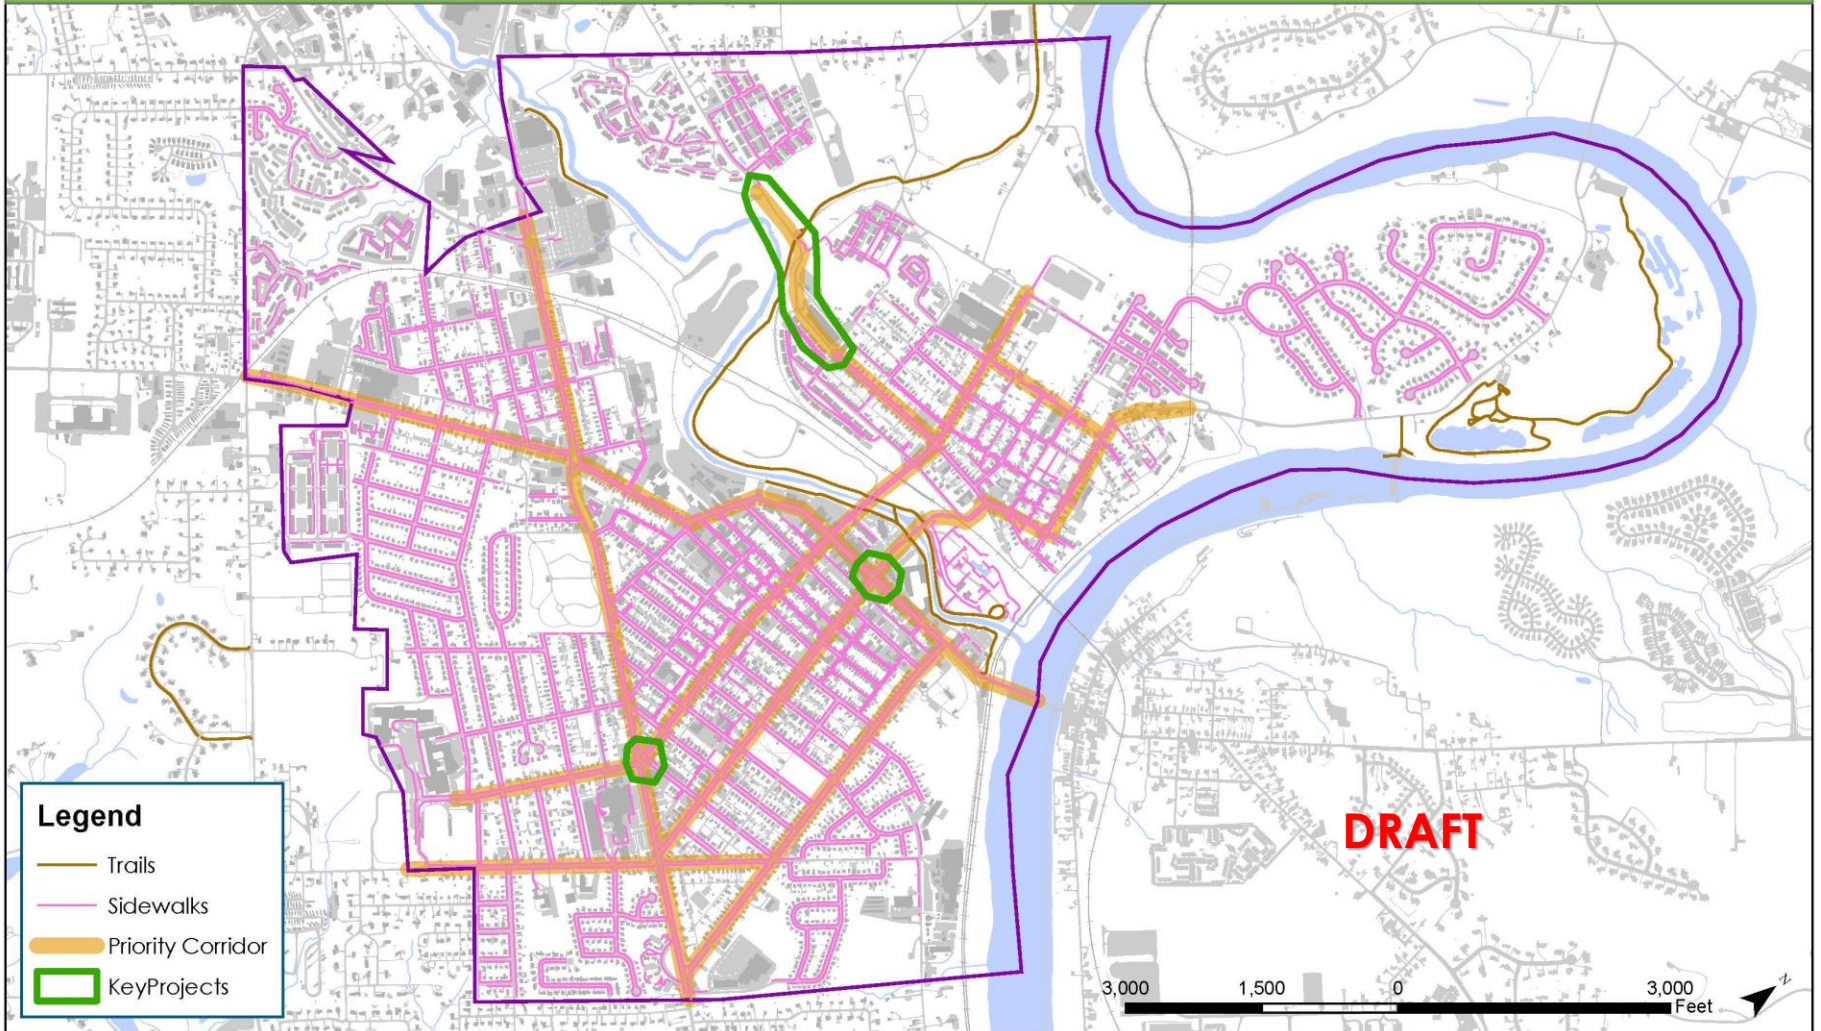 DRAFT
Legend
Trails
Sidewalks
Priority Corridor
KeyProjects
3,000 1,500 0 3,000
Feet
N